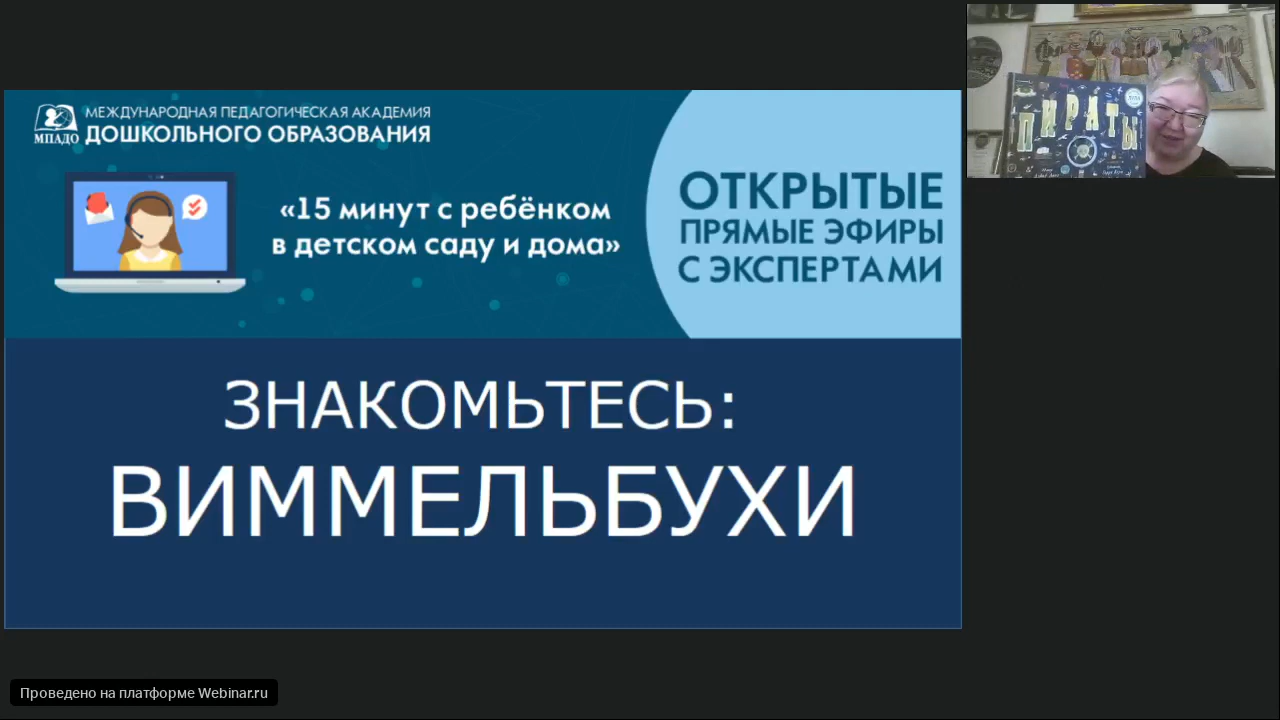 МЕЖДУНАРОДНАЯ ПЕДАГОГИЧЕСКАЯ АКАДЕМИЯ
МПАДО ДОШКОЛЬНОГО ОБРАЗОВАНИЯ
«15 минут с ребёнком
в детском саду и дома»
ОТКРЫТЫЕ
ПРЯМЫЕ ЭФИРЫ
С ЭКСПЕРТАМИ
ПИРАТЫ
ЗНАКОМЬТЕСЬ:
ВИММЕЛЬБУХИ
Проведено на платформе Webinar.ru